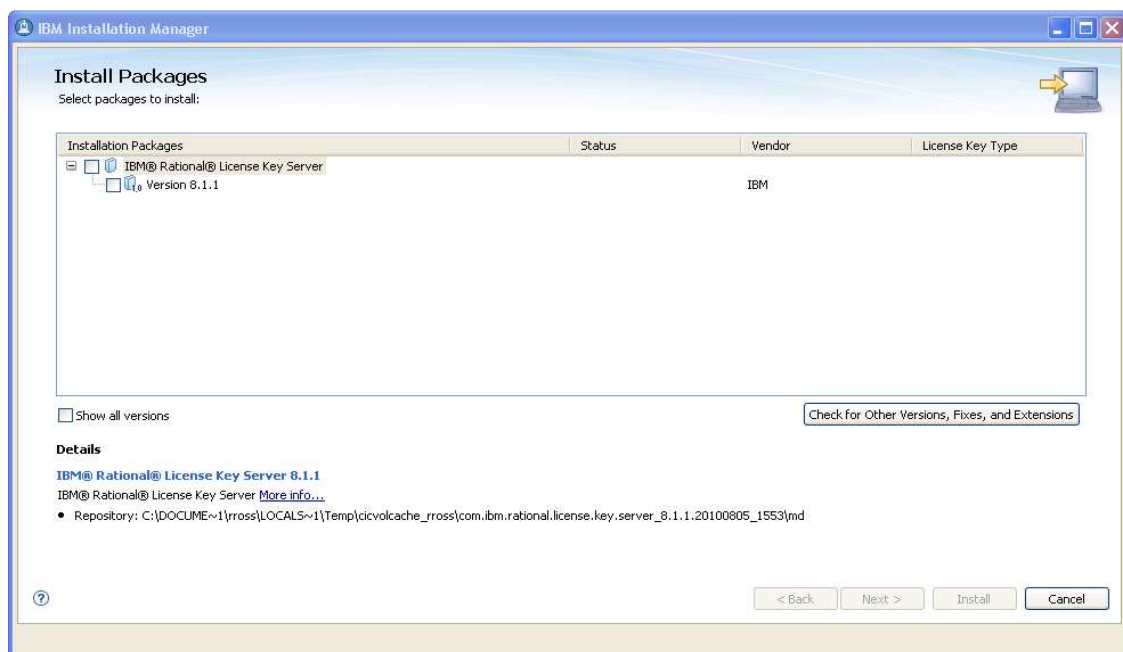 IBM Installation Manager
Install Packages
Select packages to install:
Installation Packages Status Vendor License Key Type
IBM® Rational® License Key Server
Version 8.1.1 IBM
Show all versions Check for Other Versions, Fixes, and Extensions
Details
IBM® Rational® License Key Server 8.1.1
IBM® Rational® License Key Server More info...
• Repository: C:\DOCUME~1\rross\LOCALS~1\Temp\cicvolcache_rross\com.ibm.rational.license.key.server_8.1.1.20100805_1553\md
< Back Next > Install Cancel